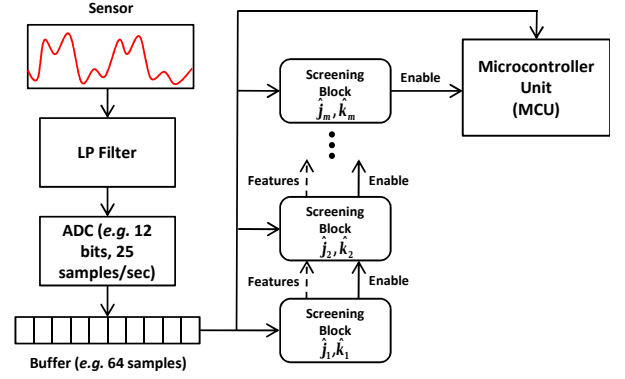 Sensor
LP Filter
ADC (e.g. 12
bits, 25
samples/sec)
Buffer (e.g. 64 samples)
Screening
Block
ĵₘ, k̂ₘ
Enable
Microcontroller
Unit
(MCU)
Features
Enable
Screening
Block
ĵ₂, k̂₂
Features
Enable
Screening
Block
ĵ₁, k̂₁